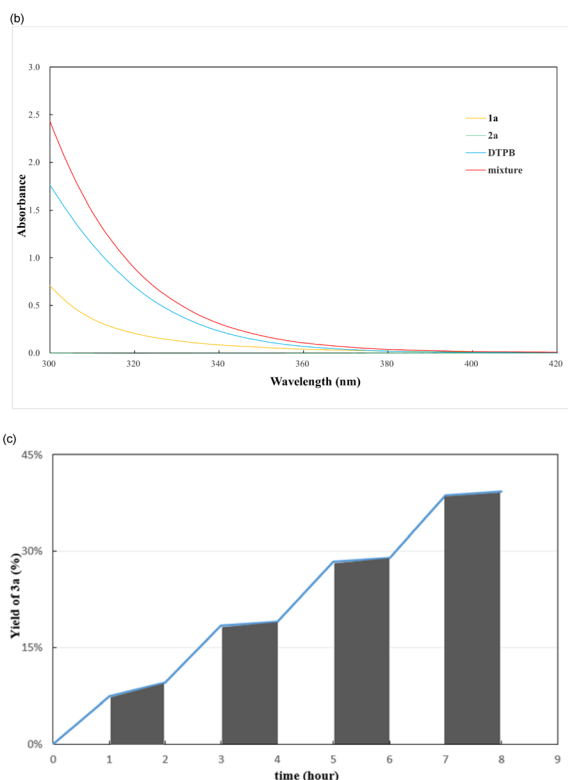 (b)
3.0
2.5
2.0
1.5
1.0
0.5
0.0
Absorbance
1a
2a
DTPB
mixture
300 320 340 360 380 400 420
Wavelength (nm)
(c)
45%
30%
15%
0%
Yield of 3a (%)
0 1 2 3 4 5 6 7 8 9
time (hour)